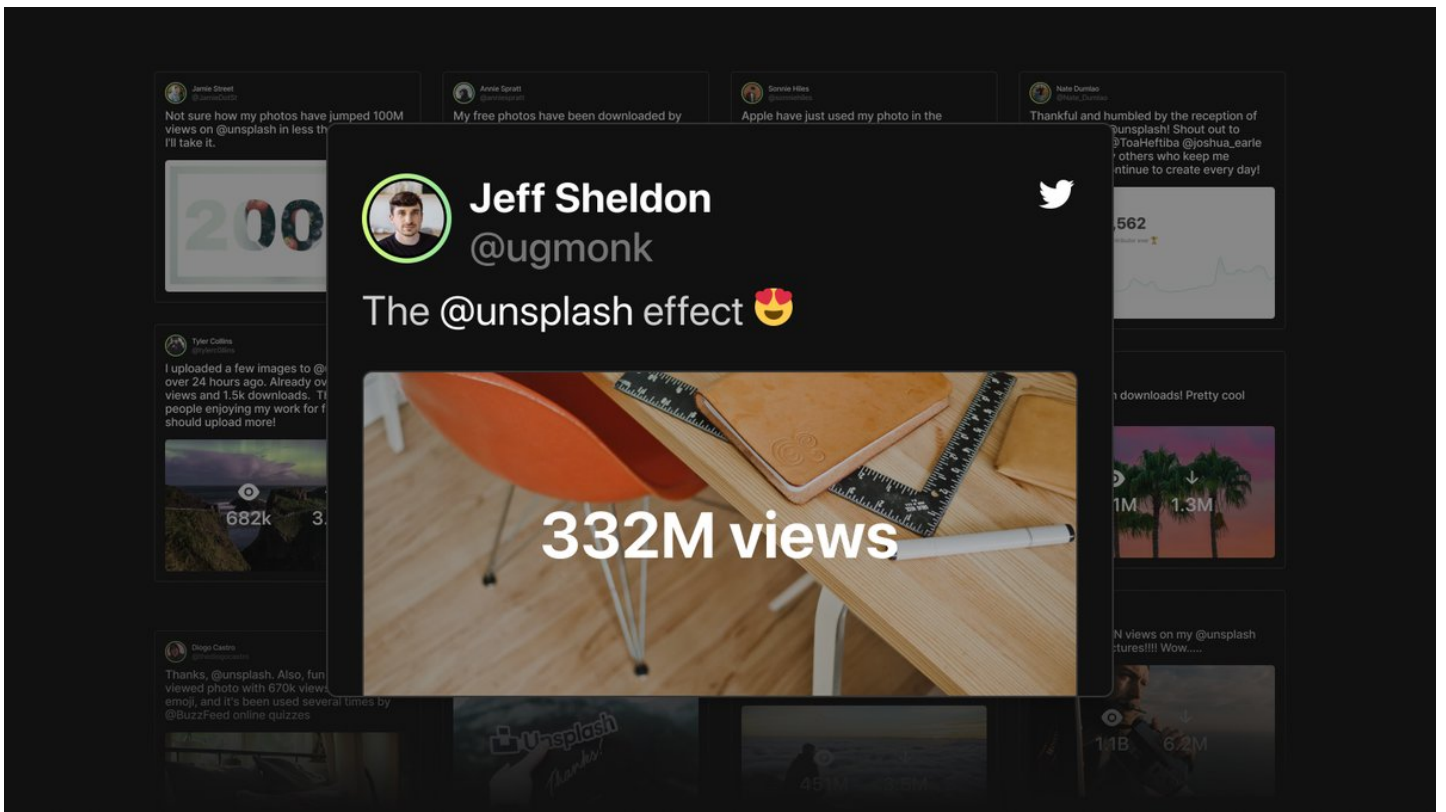 Jamie Street
@JamieDstSt
Not sure how my photos have jumped 100M
views on @unsplash in less
I'll take it.
200
Annie Spratt
@anniespratt
My free photos have been downloaded by
Sonnie Hiles
@sonniehiles
Apple have just used my photo in the
Nate Dumlao
@Nate_Dumlao
Thankful and humbled by the reception of
@unsplash! Shout out to
@ToaHeftiba @joshua_earle
others who keep me
continue to create every day!
,562
Jeff Sheldon
@ugmonk
The @unsplash effect 😍
332M views
Tyler Collins
I uploaded a few images to
over 24 hours ago. Already
views and 1.5k downloads.
people enjoying my work for
should upload more!
682k
downloads! Pretty cool
1M
1.3M
Diogo Castro
@thediogocastro
Thanks, @unsplash. Also, fun
viewed photo with 670k views
emoji, and it's been used several times by
@BuzzFeed online quizzes
Unsplash
Thanks!
451M
views on my @unsplash
Wow.....
1.1B
6.2M